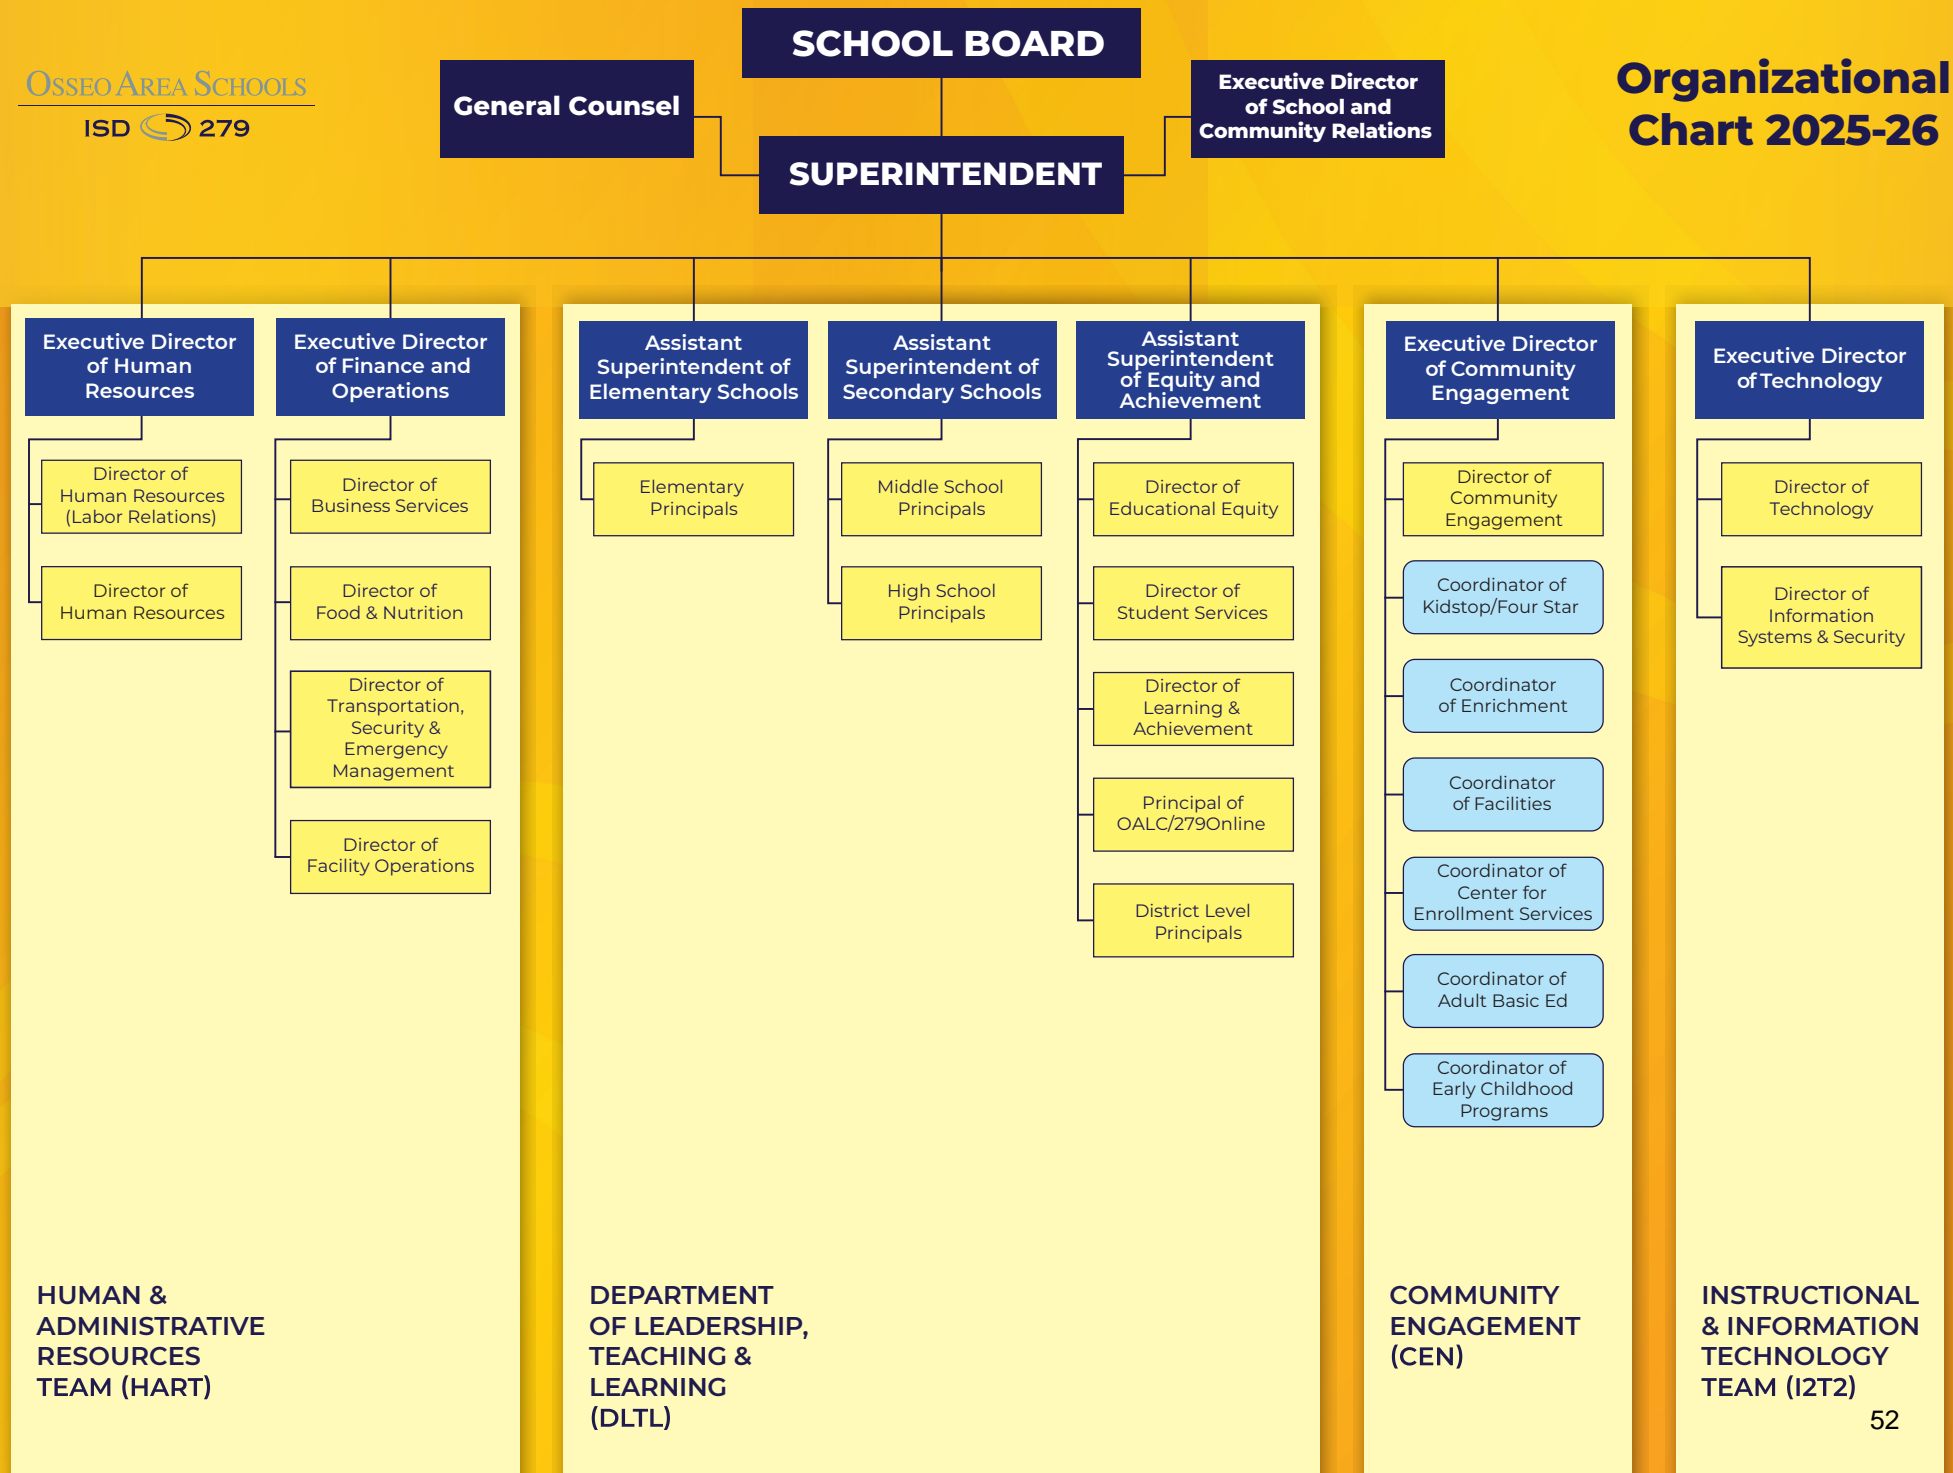 OSSEO AREA SCHOOLS
ISD 279
SCHOOL BOARD
General Counsel
Executive Director
of School and
Community Relations
SUPERINTENDENT
Organizational
Chart 2025-26
Executive Director
of Human
Resources
Director of
Human Resources
(Labor Relations)
Director of
Human Resources
Executive Director
of Finance and
Operations
Director of
Business Services
Director of
Food & Nutrition
Director of
Transportation,
Security &
Emergency
Management
Director of
Facility Operations
HUMAN &
ADMINISTRATIVE
RESOURCES
TEAM (HART)
Assistant
Superintendent of
Elementary Schools
Elementary
Principals
Assistant
Superintendent of
Secondary Schools
Middle School
Principals
High School
Principals
Assistant
Superintendent
of Equity and
Achievement
Director of
Educational Equity
Director of
Student Services
Director of
Learning &
Achievement
Principal of
OALC/279Online
District Level
Principals
DEPARTMENT
OF LEADERSHIP,
TEACHING &
LEARNING
(DLTL)
Executive Director
of Community
Engagement
Director of
Community
Engagement
Coordinator of
Kidstop/Four Star
Coordinator
of Enrichment
Coordinator
of Facilities
Coordinator of
Center for
Enrollment Services
Coordinator of
Adult Basic Ed
Coordinator of
Early Childhood
Programs
COMMUNITY
ENGAGEMENT
(CEN)
Executive Director
of Technology
Director of
Technology
Director of
Information
Systems & Security
INSTRUCTIONAL
& INFORMATION
TECHNOLOGY
TEAM (I2T2)
52